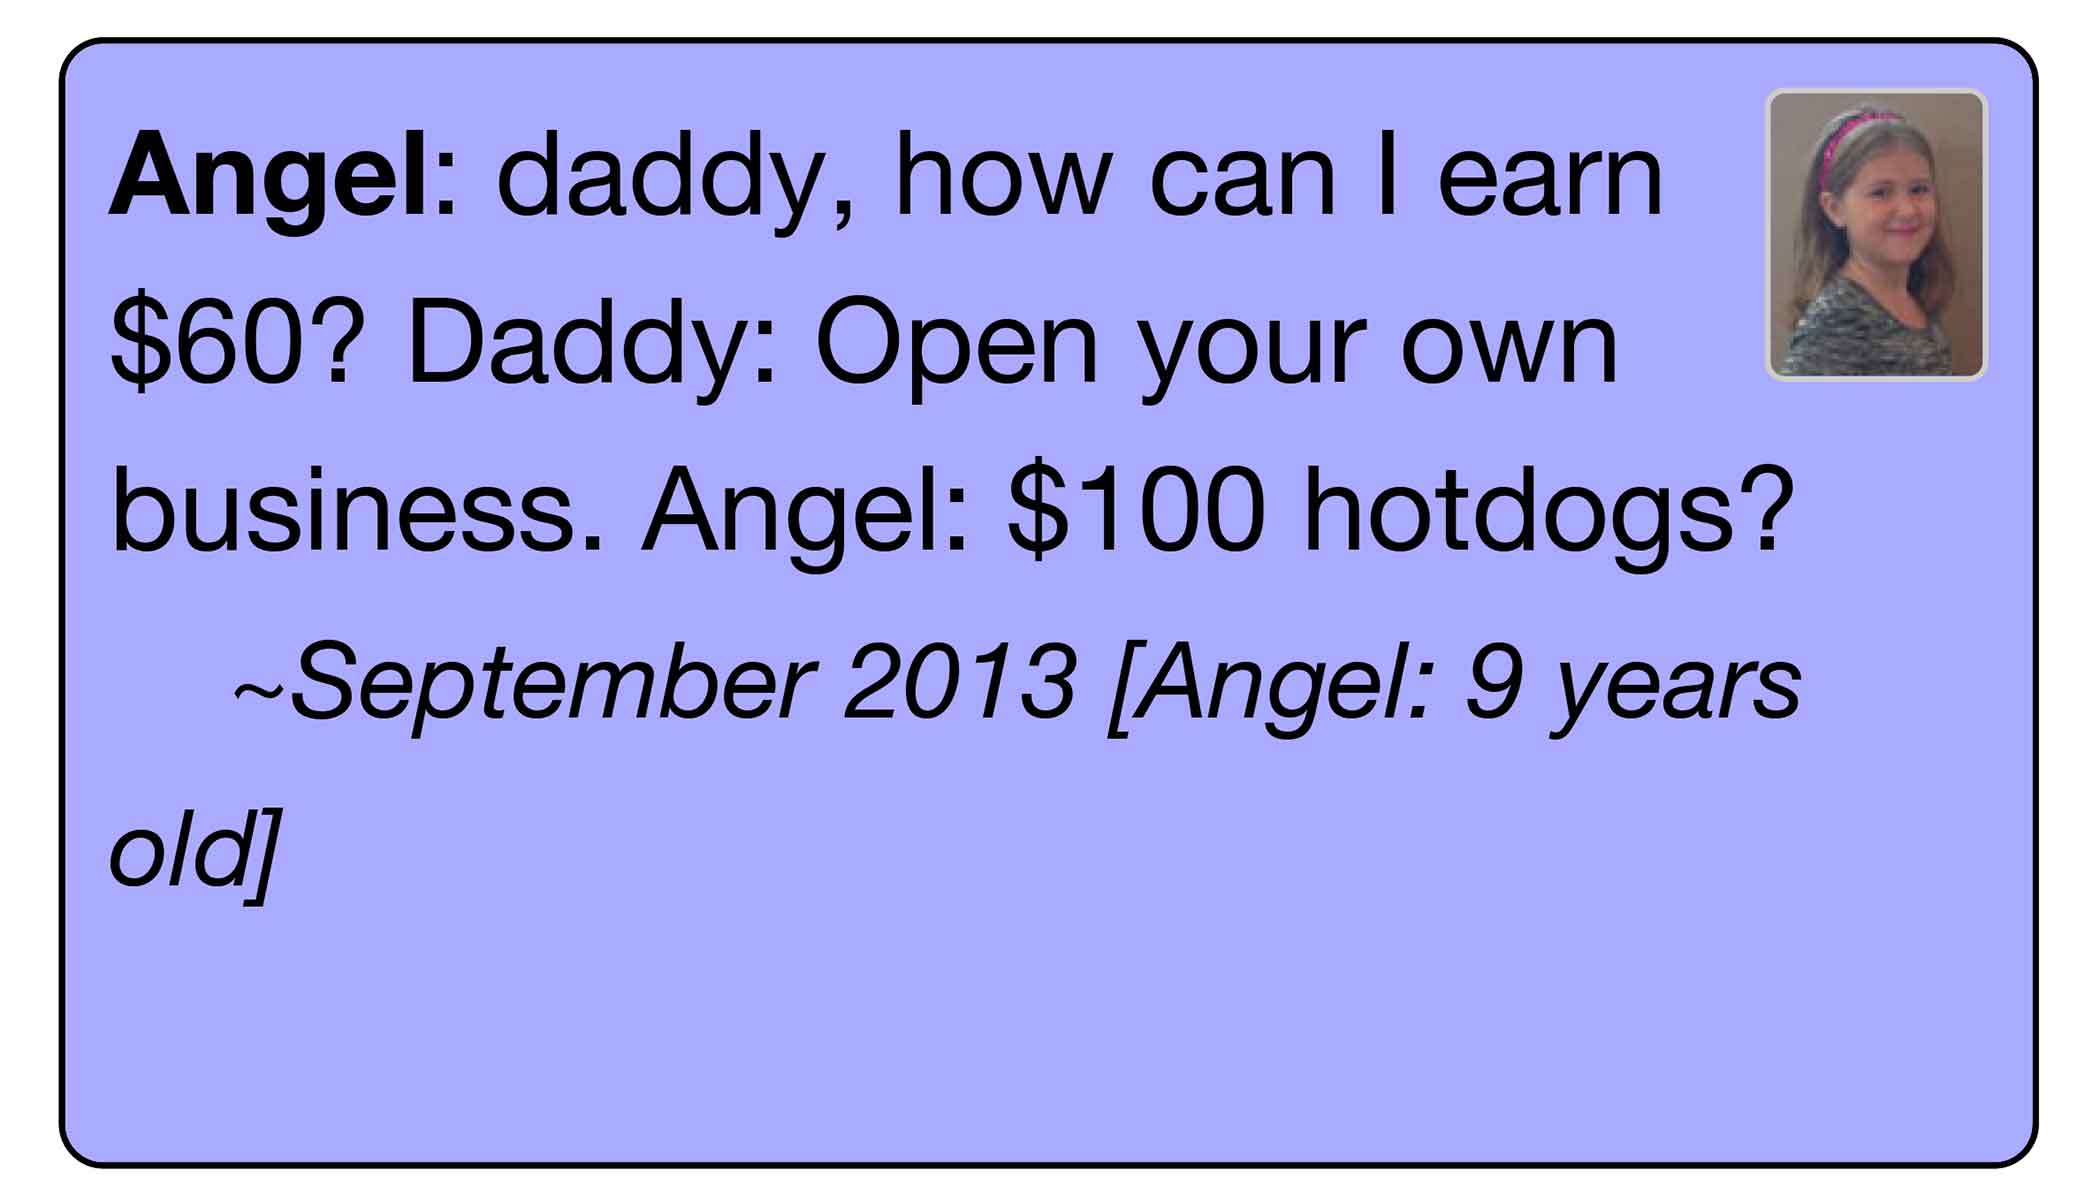 Angel: daddy, how can I earn
$60? Daddy: Open your own
business. Angel: $100 hotdogs?
~September 2013 [Angel: 9 years
old]